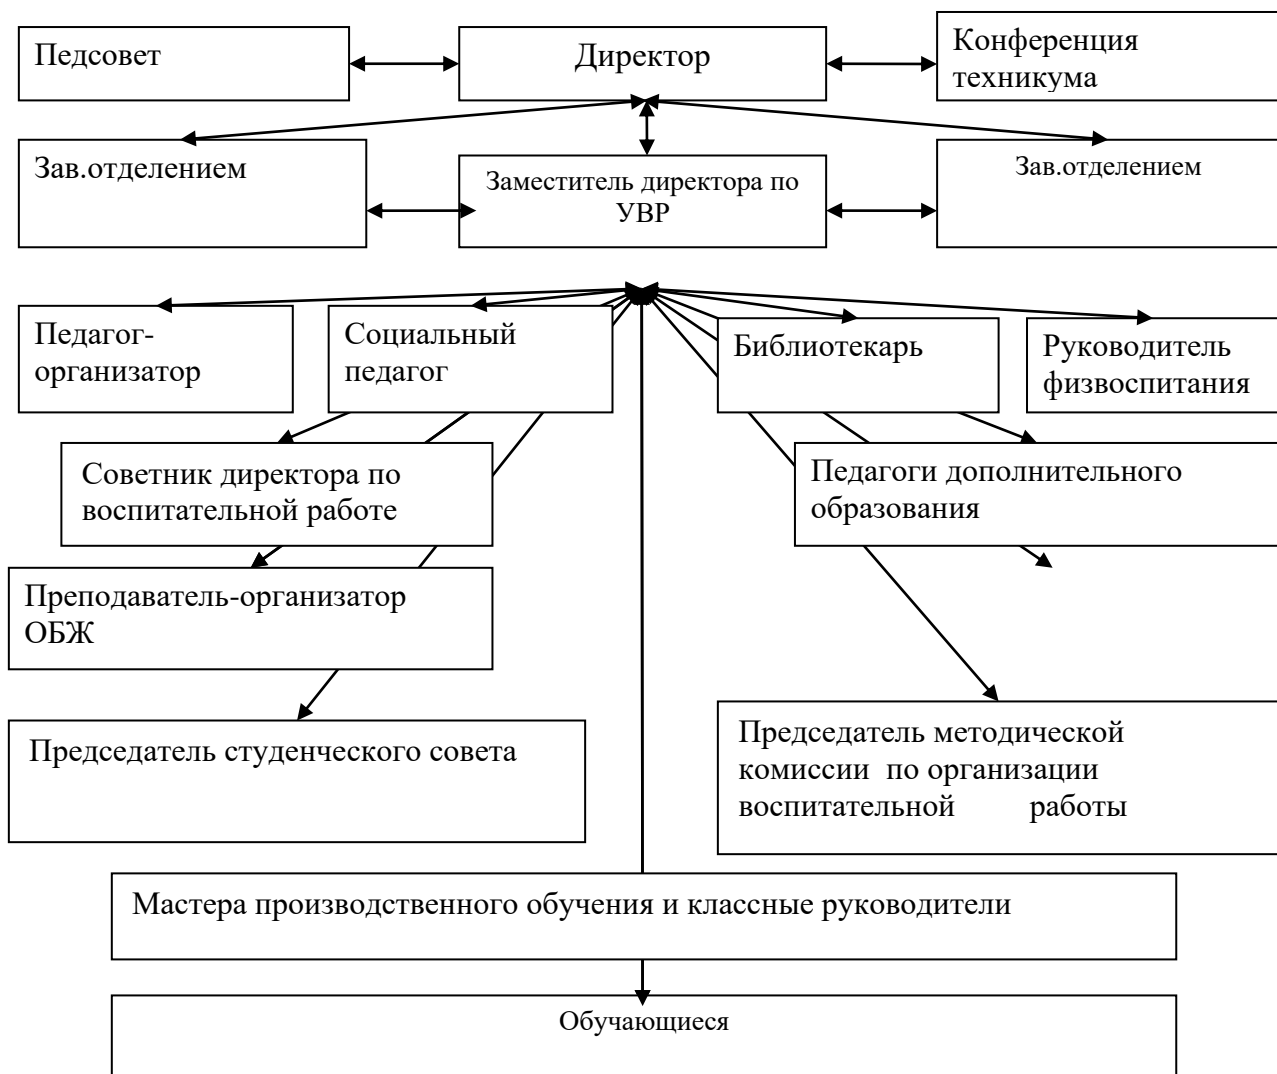 Педсовет
Директор
Конференция
техникума
Зав.отделением
Заместитель директора по
УВР
Зав.отделением
Педагог-
организатор
Социальный
педагог
Библиотекарь
Руководитель
физвоспитания
Советник директора по
воспитательной работе
Педагоги дополнительного
образования
Преподаватель-организатор
ОБЖ
Председатель студенческого совета
Председатель методической
комиссии по организации
воспитательной работы
Мастера производственного обучения и классные руководители
Обучающиеся